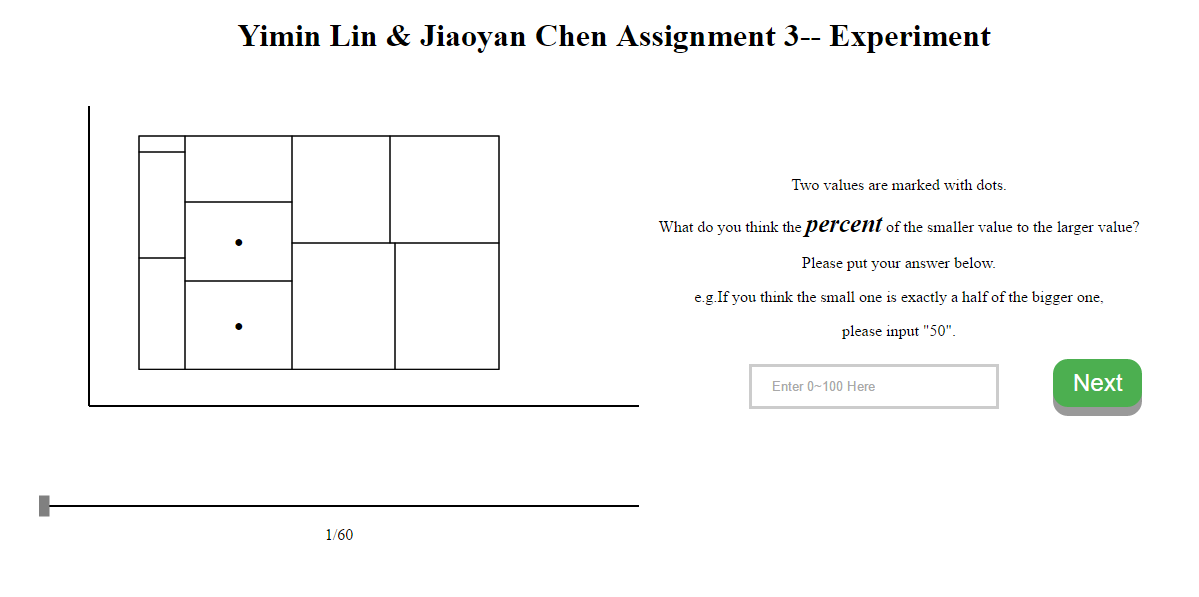 Yimin Lin & Jiaoyan Chen Assignment 3-- Experiment
Two values are marked with dots.
What do you think the percent of the smaller value to the larger value?
Please put your answer below.
e.g.If you think the small one is exactly a half of the bigger one,
please input "50".
Enter 0~100 Here
Next
1/60